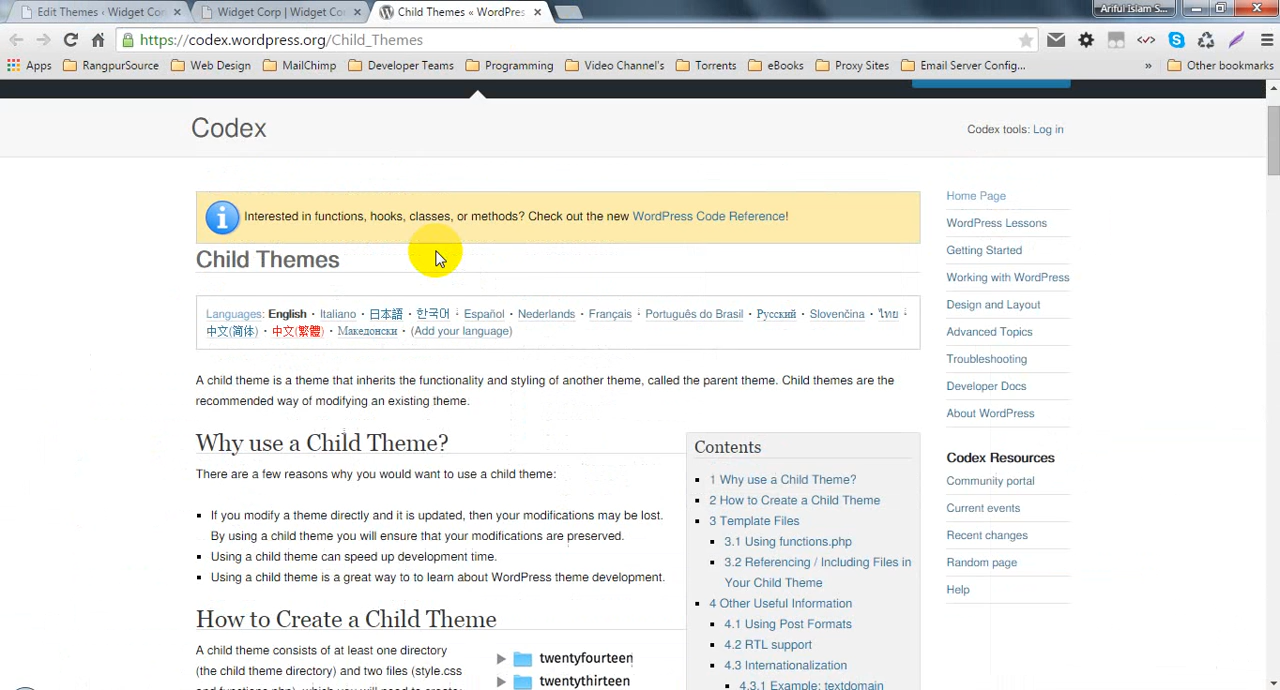 Edit Themes ‹ Widget Cor
Widget Corp | Widget Cor
Child Themes « WordPres
Ariful Islam S...
https://codex.wordpress.org/Child_Themes
Apps
RangpurSource
Web Design
MailChimp
Developer Teams
Programming
Video Channel's
Torrents
eBooks
Proxy Sites
Email Server Config...
»
Other bookmarks
Codex
Codex tools: Log in
Interested in functions, hooks, classes, or methods? Check out the new WordPress Code Reference!
Child Themes
Languages: English · Italiano · 日本語 · 한국어 · Español · Nederlands · Français · Português do Brasil · Русский · Slovenčina · ไทย ·
中文(简体) · 中文(繁體) · Македонски · (Add your language)
A child theme is a theme that inherits the functionality and styling of another theme, called the parent theme. Child themes are the
recommended way of modifying an existing theme.
Why use a Child Theme?
There are a few reasons why you would want to use a child theme:
If you modify a theme directly and it is updated, then your modifications may be lost.
By using a child theme you will ensure that your modifications are preserved.
Using a child theme can speed up development time.
Using a child theme is a great way to to learn about WordPress theme development.
How to Create a Child Theme
A child theme consists of at least one directory
(the child theme directory) and two files (style.css
and functions.php), which you will need to create:
twentyfourteen
twentythirteen
Contents
1 Why use a Child Theme?
2 How to Create a Child Theme
3 Template Files
3.1 Using functions.php
3.2 Referencing / Including Files in
Your Child Theme
4 Other Useful Information
4.1 Using Post Formats
4.2 RTL support
4.3 Internationalization
4.3.1 Example: textdomain
Home Page
WordPress Lessons
Getting Started
Working with WordPress
Design and Layout
Advanced Topics
Troubleshooting
Developer Docs
About WordPress
Codex Resources
Community portal
Current events
Recent changes
Random page
Help